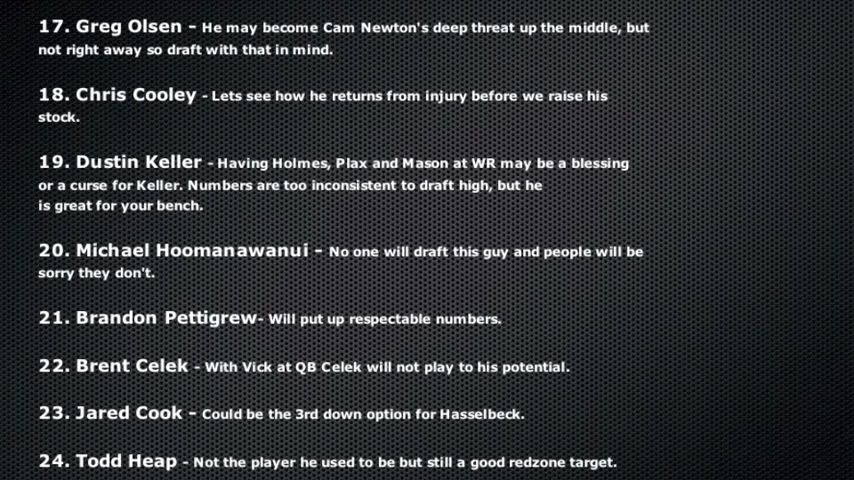 17. Greg Olsen - He may become Cam Newton's deep threat up the middle, but
not right away so draft with that in mind.
18. Chris Cooley - Lets see how he returns from injury before we raise his
stock.
19. Dustin Keller - Having Holmes, Plax and Mason at WR may be a blessing
or a curse for Keller. Numbers are too inconsistent to draft high, but he
is great for your bench.
20. Michael Hoomanawanui - No one will draft this guy and people will be
sorry they don't.
21. Brandon Pettigrew- Will put up respectable numbers.
22. Brent Celek - With Vick at QB Celek will not play to his potential.
23. Jared Cook - Could be the 3rd down option for Hasselbeck.
24. Todd Heap - Not the player he used to be but still a good redzone target.